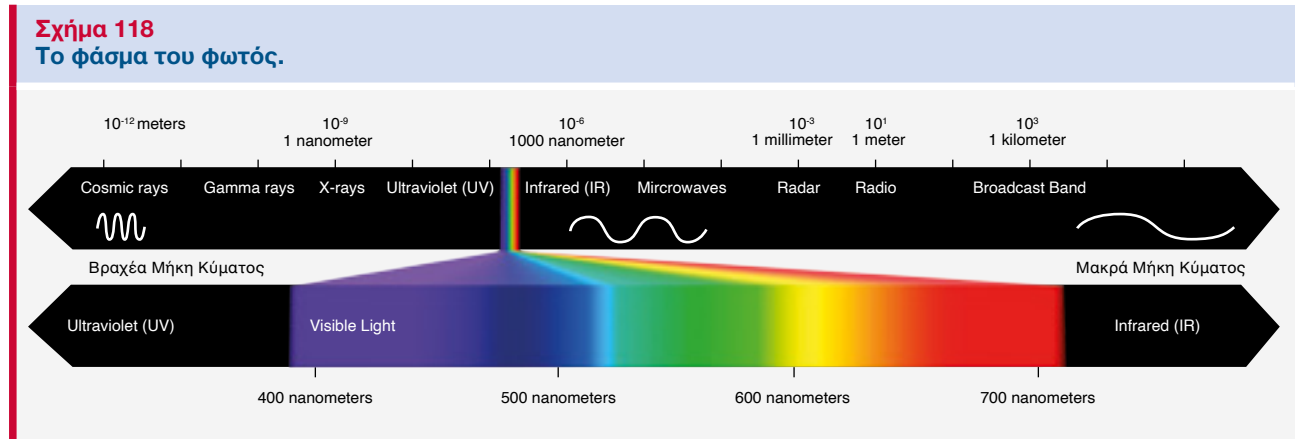 Σχήμα 118
Το φάσμα του φωτός.
10⁻¹² meters
10⁻⁹
1 nanometer
10⁻⁶
1000 nanometer
10⁻³
1 millimeter
10¹
1 meter
10³
1 kilometer
Cosmic rays Gamma rays X-rays Ultraviolet (UV) Infrared (IR) Mircrowaves Radar Radio Broadcast Band
Βραχέα Μήκη Κύματος Μακρά Μήκη Κύματος
Ultraviolet (UV) Visible Light Infrared (IR)
400 nanometers 500 nanometers 600 nanometers 700 nanometers